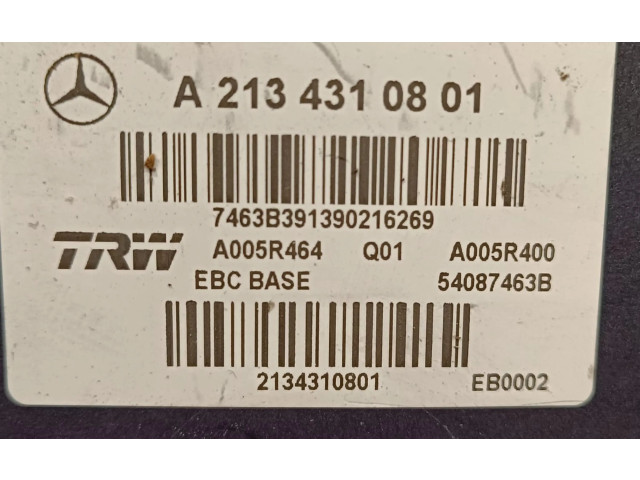 A 213 431 08 01
7463B391390216269
TRW A005R464 Q01 A005R400
EBC BASE 54087463B
2134310801 EB0002